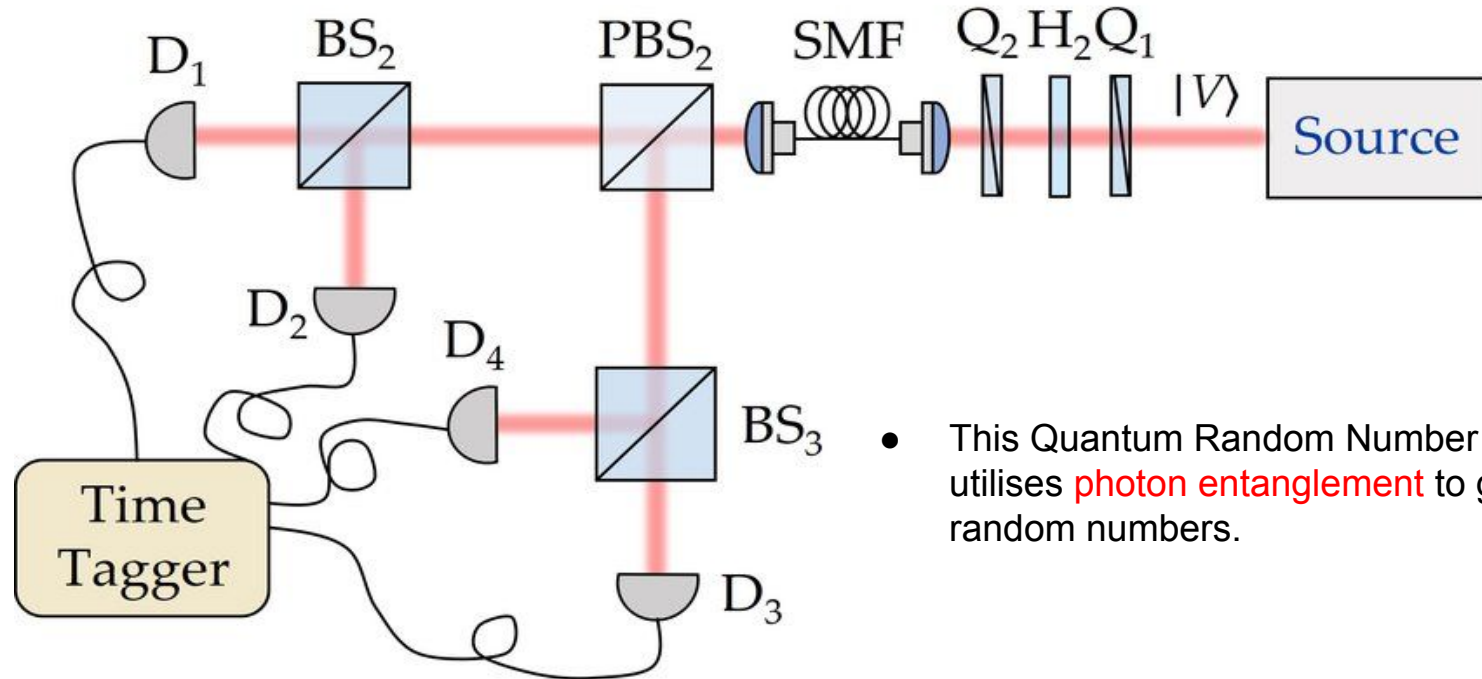 D₁
BS₂
PBS₂
SMF
Q₂ H₂ Q₁
|V⟩
Source
D₂
D₄
BS₃
Time
Tagger
D₃
● This Quantum Random Number
utilises photon entanglement to
random numbers.